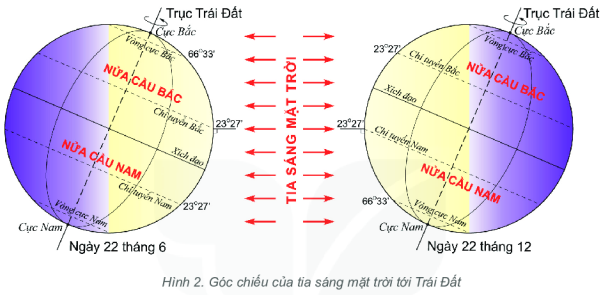 Trục Trái Đất
Cực Bắc
Vòng cực Bắc
66°33'
NỬA CẦU BẮC
Chí tuyến Bắc
23°27'
Xích đạo
NỬA CẦU NAM
Chí tuyến Nam
23°27'
Vòng cực Nam
Cực Nam
Ngày 22 tháng 6
TIA SÁNG MẶT TRỜI
Trục Trái Đất
Cực Bắc
Vòng cực Bắc
23°27'
Chí tuyến Bắc
NỬA CẦU BẮC
Xích đạo
23°27'
Chí tuyến Nam
NỬA CẦU NAM
66°33'
Vòng cực Nam
Cực Nam
Ngày 22 tháng 12
Hình 2. Góc chiếu của tia sáng mặt trời tới Trái Đất